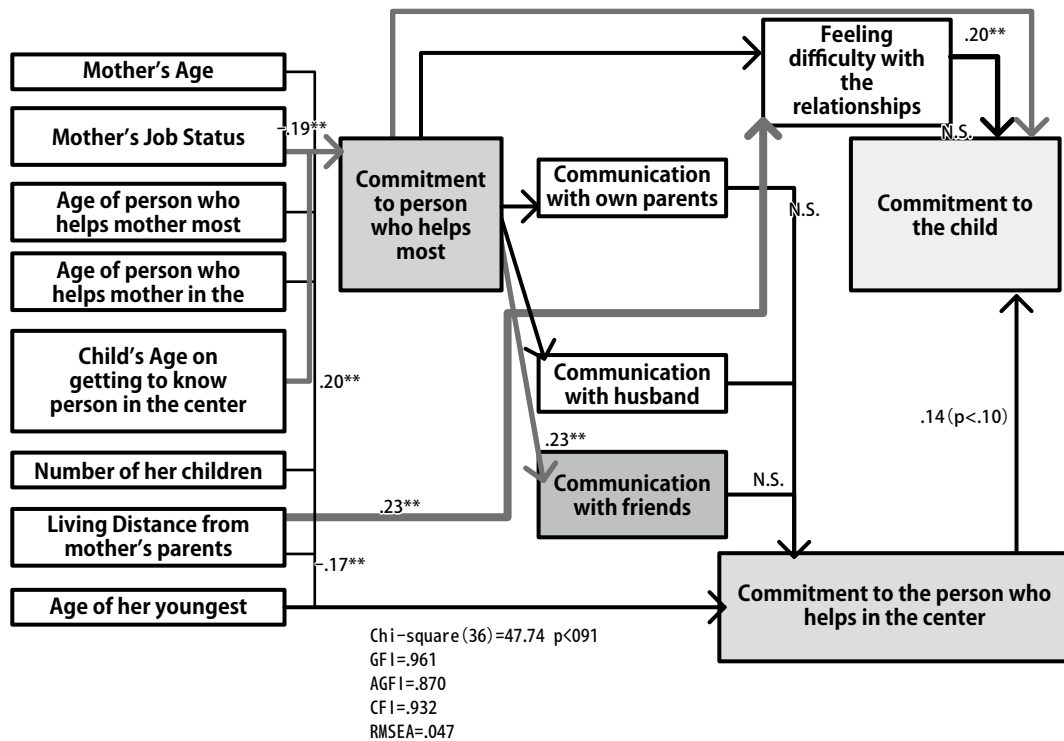 Mother's Age
Mother's Job Status
-.19**
Age of person who
helps mother most
Age of person who
helps mother in the
Child's Age on
getting to know
person in the center
.20**
Number of her children
Living Distance from
mother's parents
.23**
-.17**
Age of her youngest
Commitment
to person
who helps
most
Feeling
difficulty with
the
relationships
.20**
N.S.
Communication
with own parents
N.S.
Commitment to
the child
Communication
with husband
.23**
Communication
with friends
N.S.
.14(p<.10)
Commitment to the person who
helps in the center
Chi-square(36)=47.74 p<091
GFI=.961
AGFI=.870
CFI=.932
RMSEA=.047